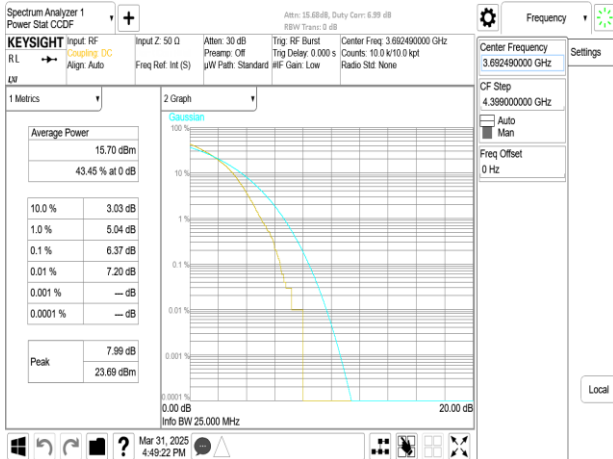 Spectrum Analyzer 1
Power Stat CCDF
Attn: 15.68dB, Duty Corr: 6.99 dB
RBW Trans: 0 dB
Frequency
KEYSIGHT
RL
Input: RF
Coupling: DC
Align: Auto
Input Z: 50 Ω
Freq Ref: Int (S)
Atten: 30 dB
Preamp: Off
µW Path: Standard
Trig: RF Burst
Trig Delay: 0.000 s
#IF Gain: Low
Center Freq: 3.692490000 GHz
Counts: 10.0 k/10.0 kpt
Radio Std: None
Center Frequency
3.692490000 GHz
Settings
CF Step
4.399000000 GHz
Auto
Man
Freq Offset
0 Hz
Local
1 Metrics
Average Power
15.70 dBm
43.45 % at 0 dB
10.0 % 3.03 dB
1.0 % 5.04 dB
0.1 % 6.37 dB
0.01 % 7.20 dB
0.001 % --- dB
0.0001 % --- dB
Peak
7.99 dB
23.69 dBm
2 Graph
Gaussian
100 %
10 %
1 %
0.1 %
0.01 %
0.001 %
0.0001 %
0.00 dB
20.00 dB
Info BW 25.000 MHz
?
Mar 31, 2025
4:49:22 PM